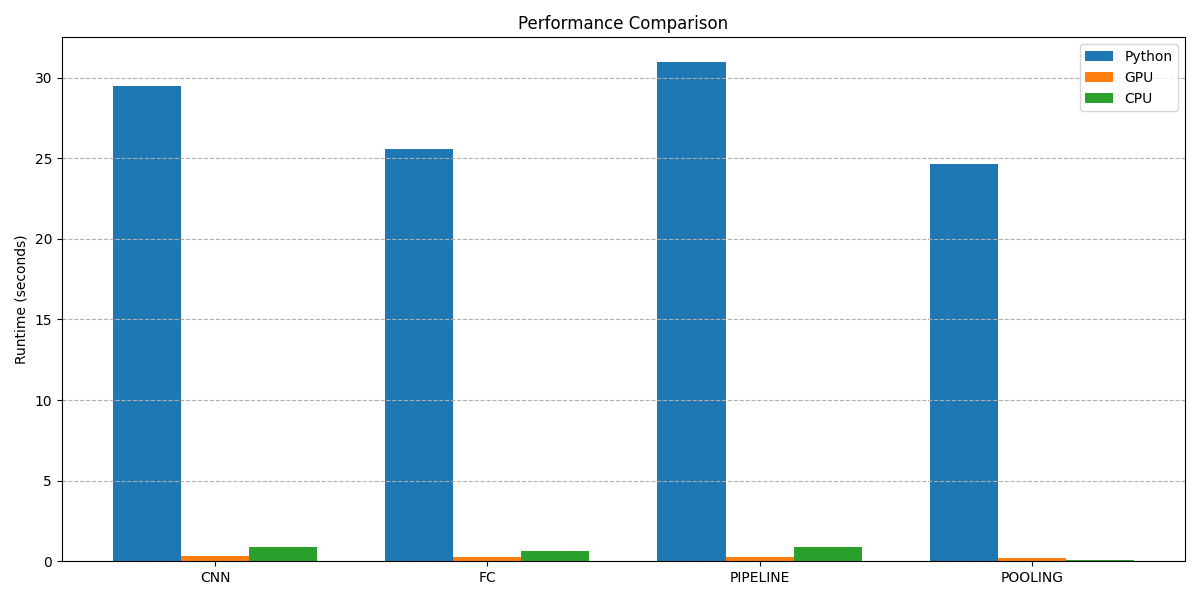 Performance Comparison
Python
GPU
CPU
Runtime (seconds)
30
25
20
15
10
5
0
CNN
FC
PIPELINE
POOLING